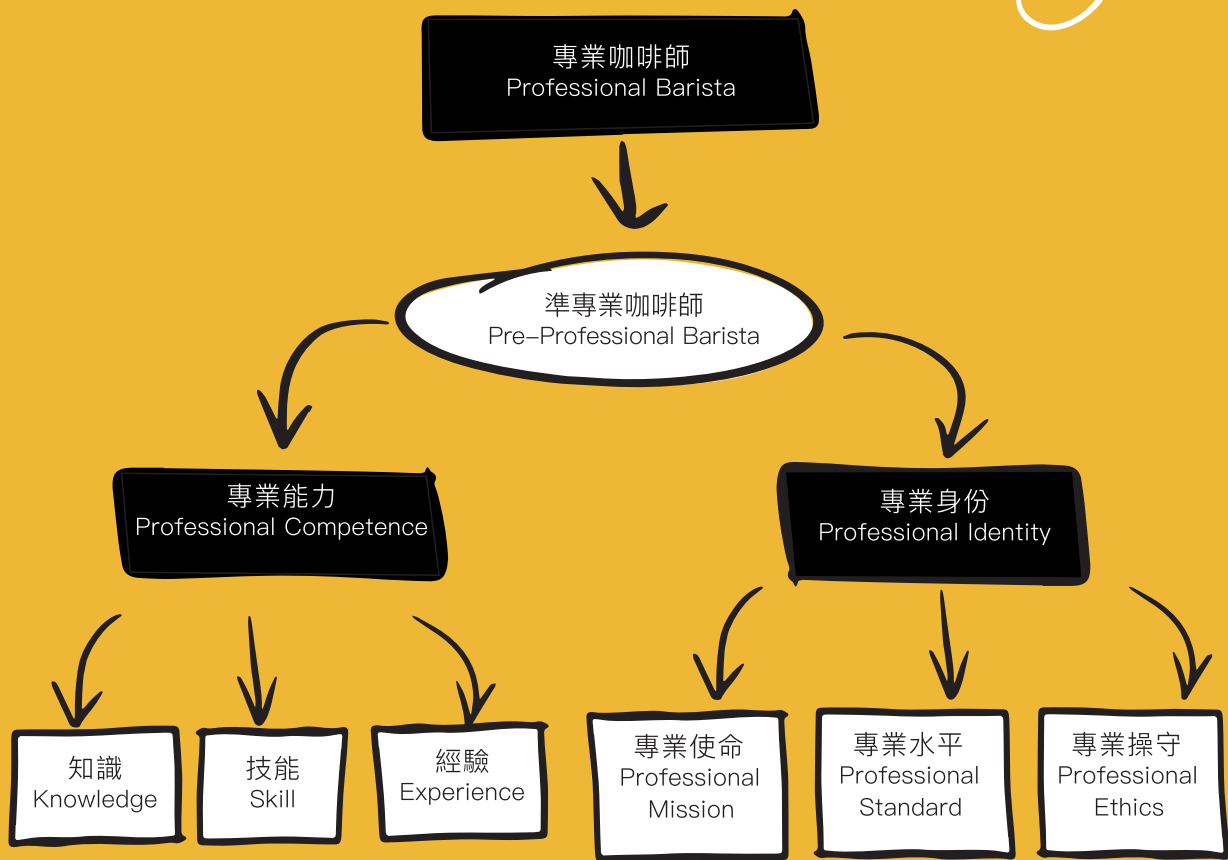 專業咖啡師
Professional Barista
準專業咖啡師
Pre-Professional Barista
專業能力
Professional Competence
專業身份
Professional Identity
知識
Knowledge
技能
Skill
經驗
Experience
專業使命
Professional
Mission
專業水平
Professional
Standard
專業操守
Professional
Ethics